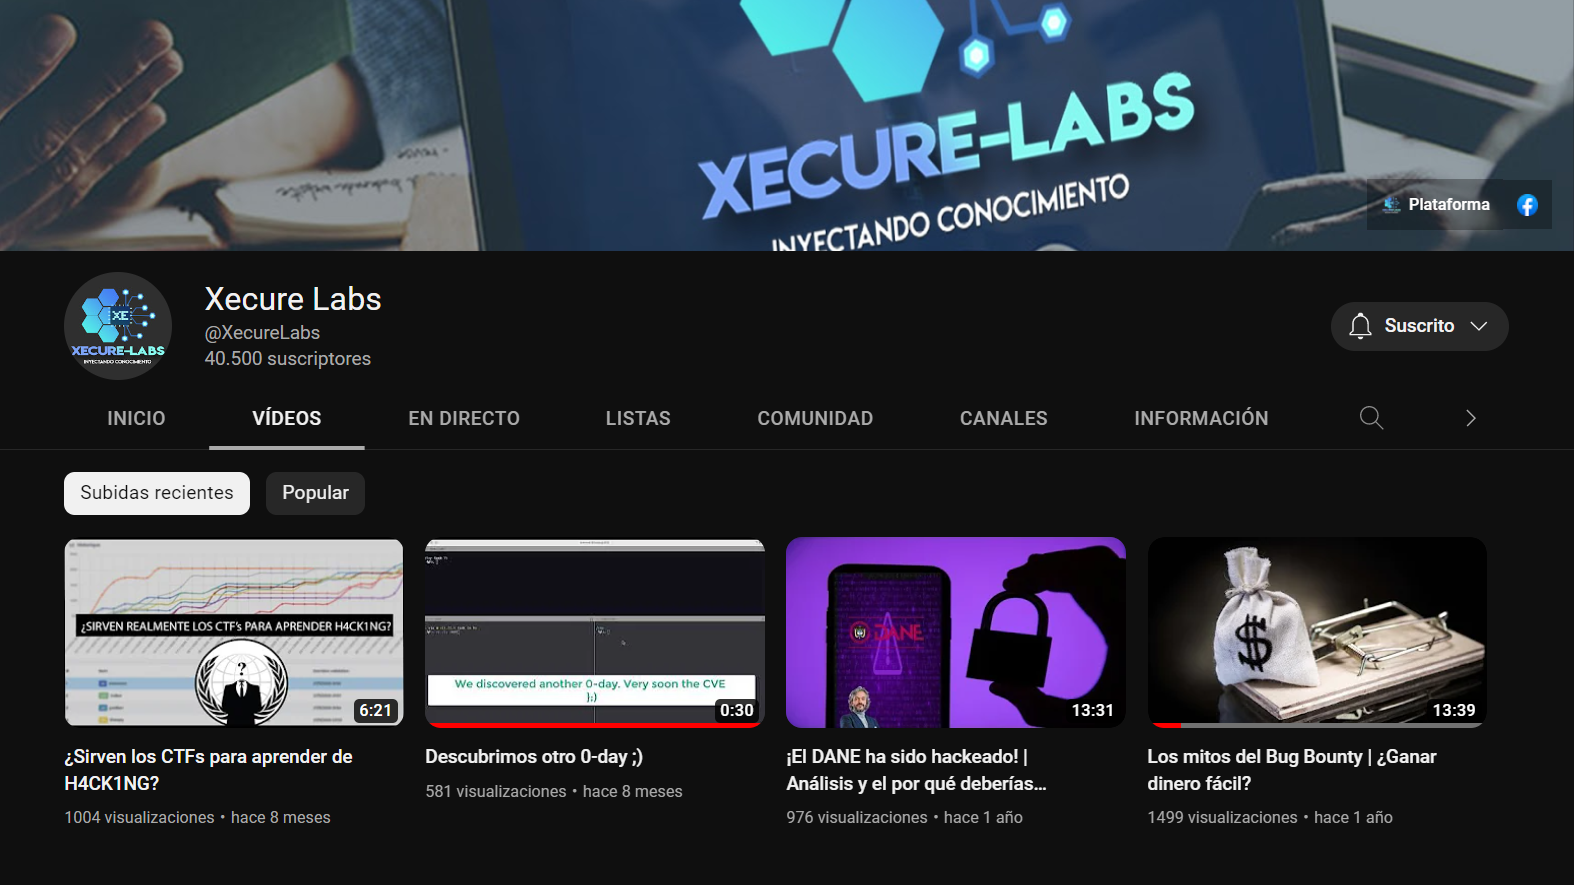 XECURE-LABS
INYECTANDO CONOCIMIENTO
Plataforma
XE
XECURE-LABS
INYECTANDO CONOCIMIENTO
Xecure Labs
@XecureLabs
40.500 suscriptores
Suscrito
INICIO
VÍDEOS
EN DIRECTO
LISTAS
COMUNIDAD
CANALES
INFORMACIÓN
Subidas recientes
Popular
¿SIRVEN REALMENTE LOS CTF's PARA APRENDER H4CK1NG?
?
6:21
We discovered another 0-day. Very soon the CVE
};)
0:30
DANE
13:31
$
13:39
¿Sirven los CTFs para aprender de
H4CK1NG?
1004 visualizaciones • hace 8 meses
Descubrimos otro 0-day ;)
581 visualizaciones • hace 8 meses
¡El DANE ha sido hackeado! |
Análisis y el por qué deberías...
976 visualizaciones • hace 1 año
Los mitos del Bug Bounty | ¿Ganar
dinero fácil?
1499 visualizaciones • hace 1 año